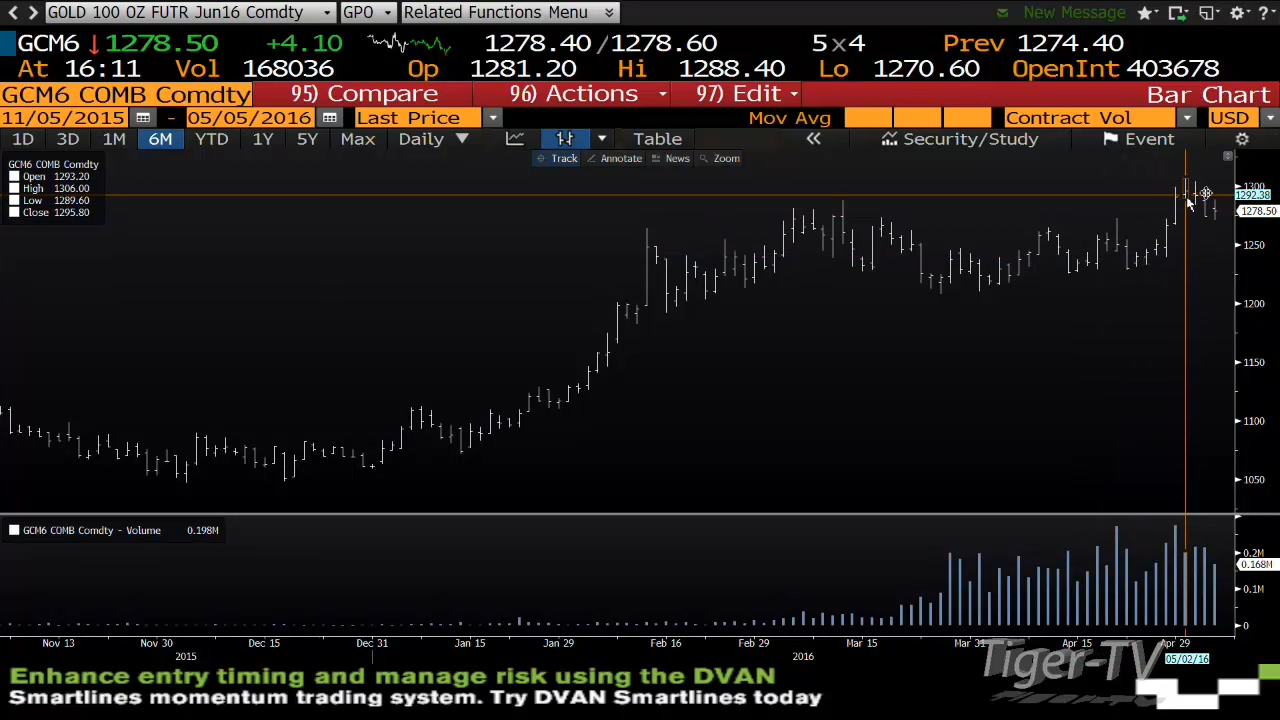 GOLD 100 OZ FUTR Jun16 Comdty GPO Related Functions Menu New Message
GCM6 ↓1278.50 +4.10 1278.40/1278.60 5x4 Prev 1274.40
At 16:11 Vol 168036 Op 1281.20 Hi 1288.40 Lo 1270.60 OpenInt 403678
GCM6 COMB Comdty 95) Compare 96) Actions 97) Edit Bar Chart
11/05/2015 - 05/05/2016 Last Price Mov Avg Contract Vol USD
1D 3D 1M 6M YTD 1Y 5Y Max Daily ▼ Table « Security/Study Event
Track Annotate News Zoom
GCM6 COMB Comdty
Open 1293.20
High 1306.00
Low 1289.60
Close 1295.80
1300
1292.38
1278.50
1250
1200
1150
1100
1050
GCM6 COMB Comdty - Volume 0.198M
0.2M
0.168M
0.1M
0
Nov 13 Nov 30 Dec 15 Dec 31 Jan 15 Jan 29 Feb 16 Feb 29 Mar 15 Mar 31 Apr 15 Apr 29
2015 2016 05/02/16
Tiger-TV
Enhance entry timing and manage risk using the DVAN
Smartlines momentum trading system. Try DVAN Smartlines today